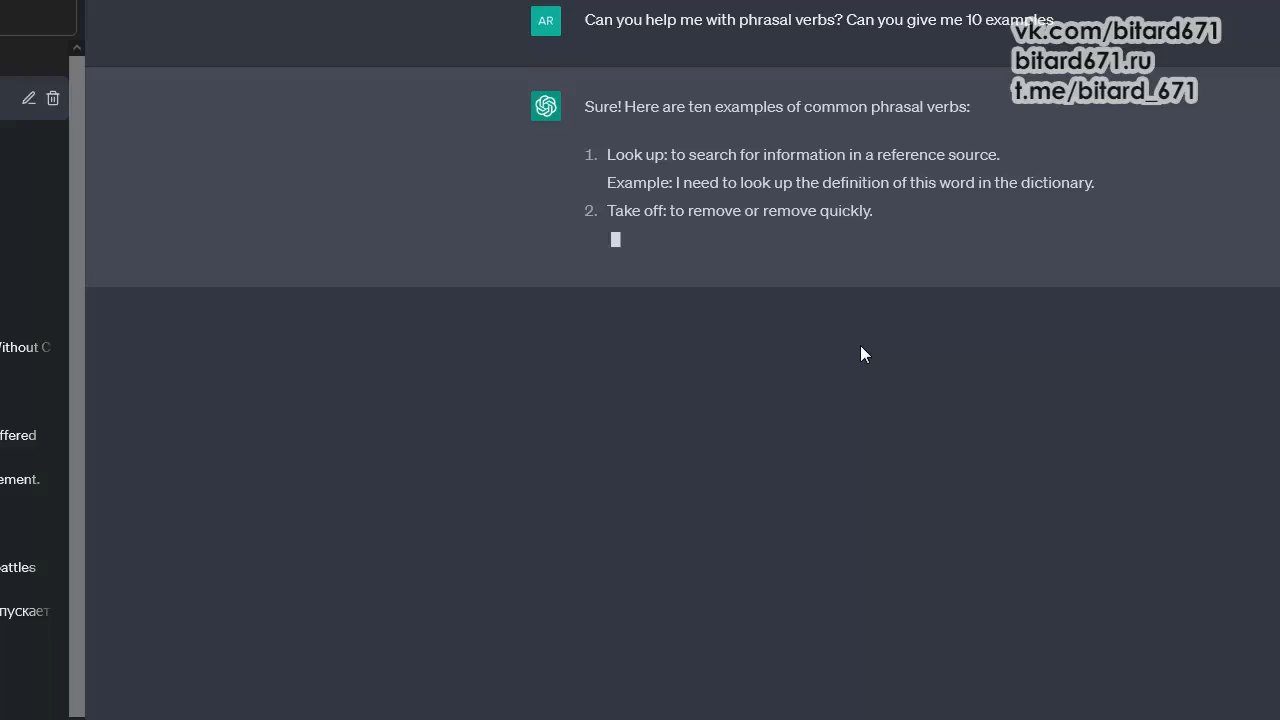 AR
Can you help me with phrasal verbs? Can you give me 10 examples
vk.com/bitard671
bitard671.ru
t.me/bitard_671
Sure! Here are ten examples of common phrasal verbs:
1. Look up: to search for information in a reference source.
Example: I need to look up the definition of this word in the dictionary.
2. Take off: to remove or remove quickly.
ithout C
ffered
ement.
attles
пускает